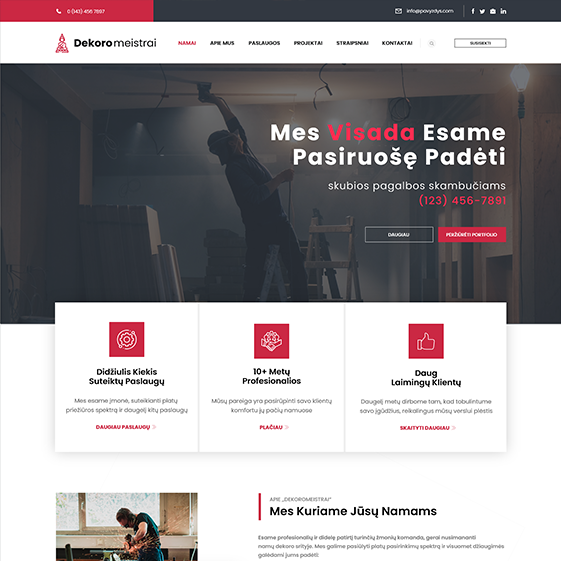 0 (143) 456 7897
info@pavyzdys.com
Dekoromeistrai
NAMAI APIE MUS PASLAUGOS PROJEKTAI STRAIPSNIAI KONTAKTAI
SUSISIEKTI
Mes Visada Esame
Pasiruošę Padėti
skubios pagalbos skambučiams
(123) 456-7891
DAUGIAU
PERŽIŪRĖTI PORTFOLIO
Didžiulis Kiekis
Suteiktų Paslaugų
Mes esame įmonė, suteikianti platų
priežiūros spektrą ir daugelį kitų paslaugų
DAUGIAU PASLAUGŲ
10+ Metų
Profesionalios
Mūsų pareiga yra pasirūpinti savo klientų
komfortu jų pačių namuose
PLAČIAU
Daug
Laimingų Klientų
Daugelį metų dirbome tam, kad tobulintume
savo įgūdžius, reikalingus mūsų verslui plėstis
SKAITYTI DAUGIAU
APIE „DEKOROMEISTRAI"
Mes Kuriame Jūsų Namams
Esame profesionalių ir didelę patirtį turinčių žmonių komanda, gerai nusimananti
namų dekoro srityje. Mes galime pasiūlyti platų pasirinkimų spektrą ir visuomet džiaugiamės
galėdami jums padėti: